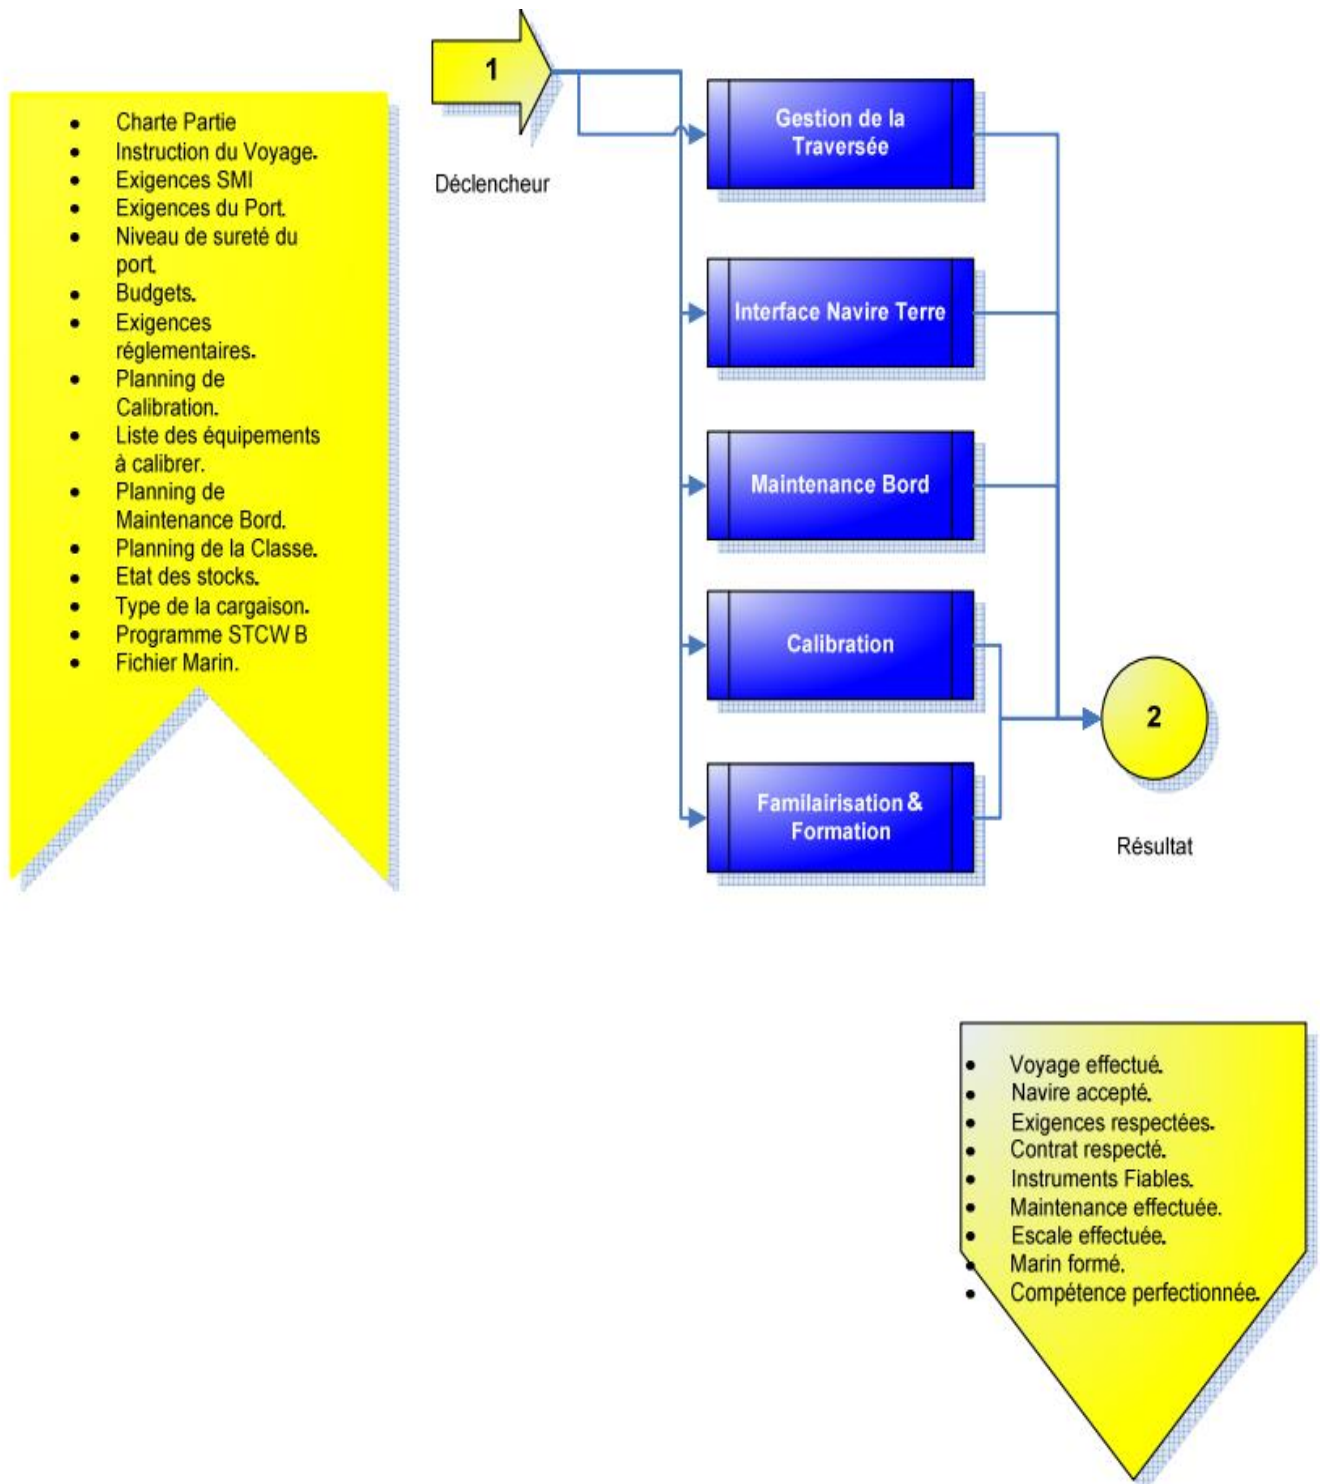 Charte Partie
Instruction du Voyage.
Exigences SMI
Exigences du Port.
Niveau de sureté du
port.
Budgets.
Exigences
réglementaires.
Planning de
Calibration.
Liste des équipements
à calibrer.
Planning de
Maintenance Bord.
Planning de la Classe.
Etat des stocks.
Type de la cargaison.
Programme STCW B
Fichier Marin.
1
Déclencheur
Gestion de la
Traversée
Interface Navire Terre
Maintenance Bord
Calibration
Familairisation &
Formation
2
Résultat
Voyage effectué.
Navire accepté.
Exigences respectées.
Contrat respecté.
Instruments Fiables.
Maintenance effectuée.
Escale effectuée.
Marin formé.
Compétence perfectionnée.